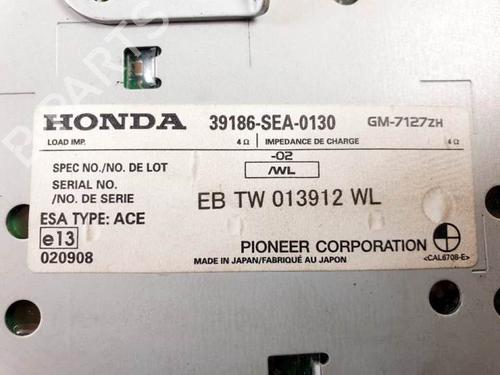 HONDA 39186-SEA-0130 GM-7127ZH
LOAD IMP. 4Ω IMPEDANCE DE CHARGE 4Ω
SPEC NO./NO. DE LOT -02 /WL
SERIAL NO.
/NO. DE SERIE EB TW 013912 WL
ESA TYPE: ACE
e13
020908
PIONEER CORPORATION
MADE IN JAPAN/FABRIQUÉ AU JAPON
<CAL6708-E>
B PARTS